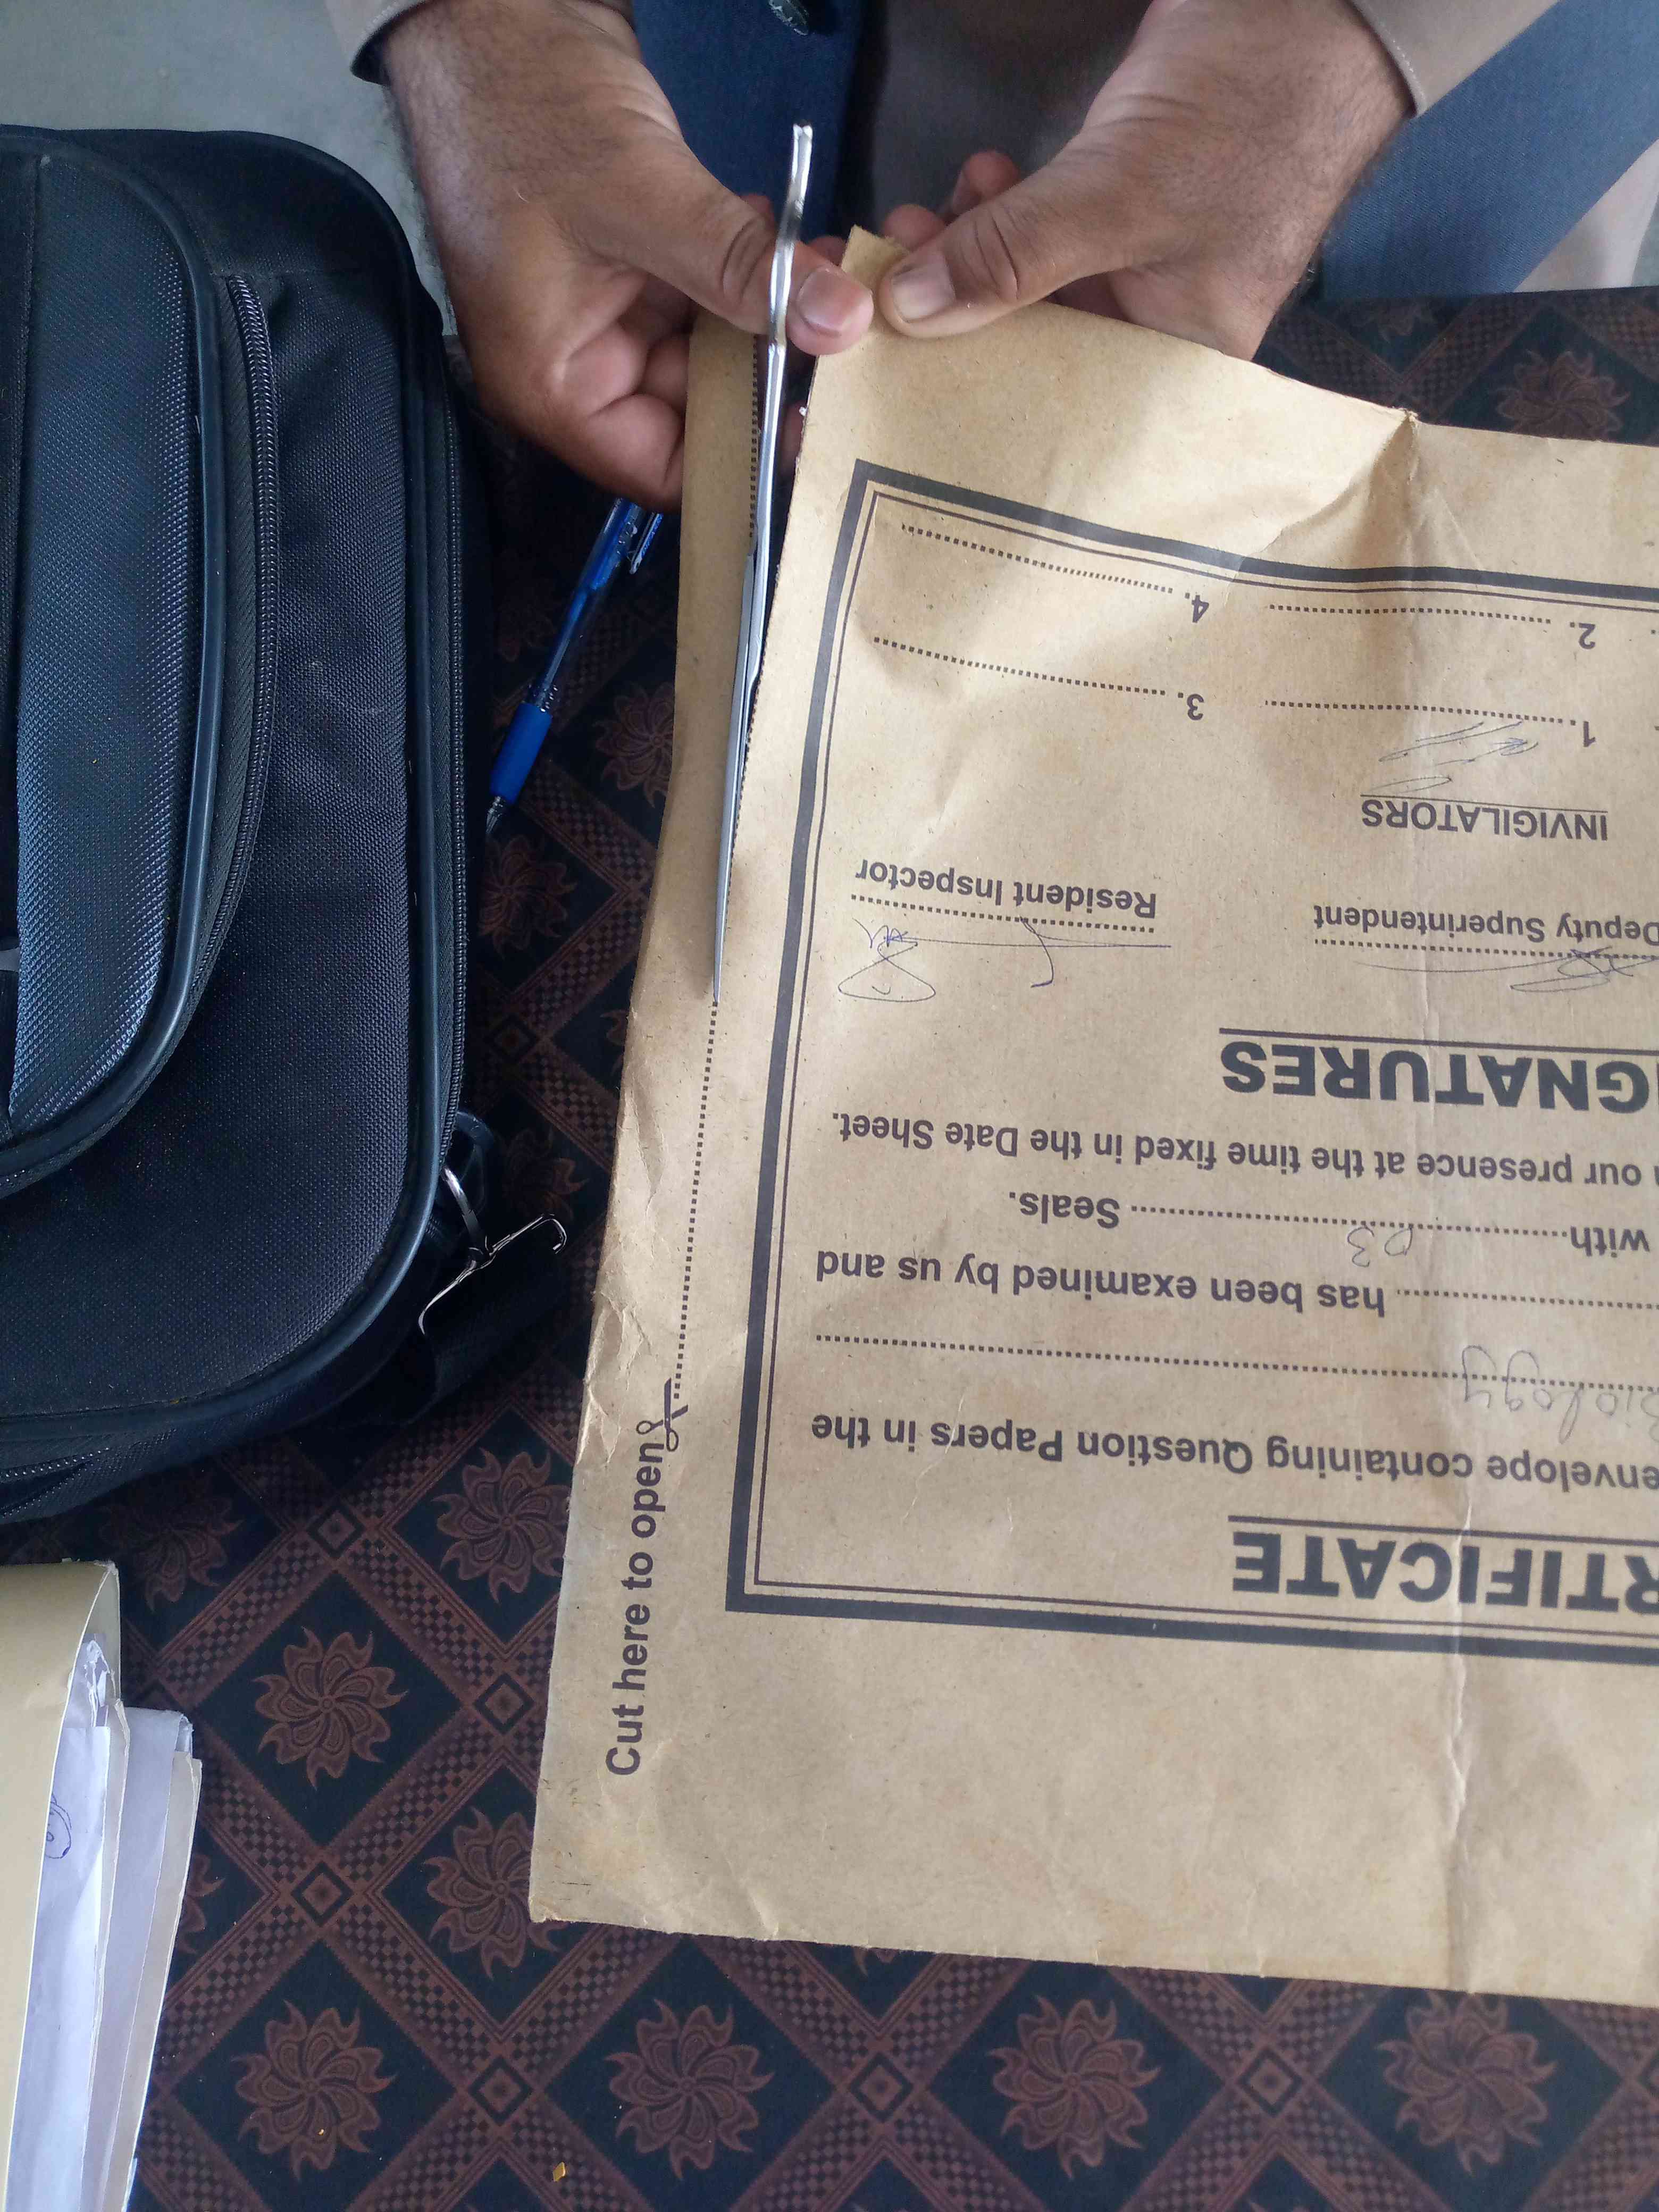 RTIFICATE
envelope containing Question Papers in the
Biology
has been examined by us and
with 03 Seals.
our presence at the time fixed in the Date Sheet.
IGNATURES
Deputy Superintendent
Resident Inspector
INVIGILATORS
1. 3.
2. 4.
Cut here to open